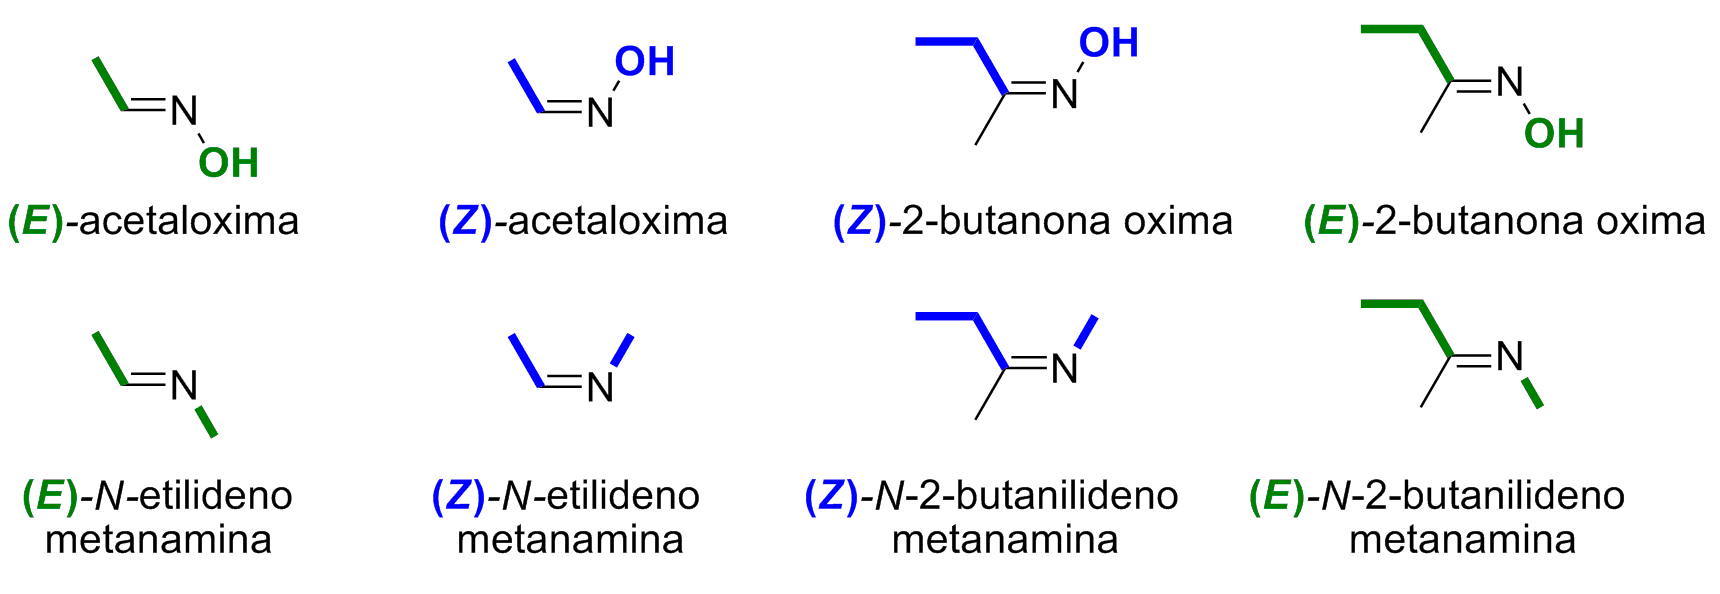 N
OH
(E)-acetaloxima
OH
N
(Z)-acetaloxima
OH
N
(Z)-2-butanona oxima
N
OH
(E)-2-butanona oxima
N
(E)-N-etilideno
metanamina
N
(Z)-N-etilideno
metanamina
N
(Z)-N-2-butanilideno
metanamina
N
(E)-N-2-butanilideno
metanamina